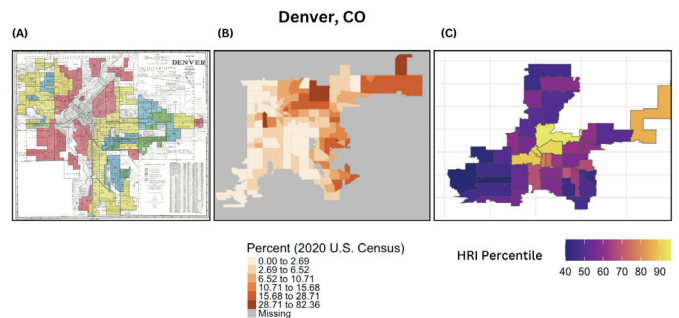 Denver, CO
(A)
(B)
(C)
DENVER
Percent (2020 U.S. Census)
0.00 to 2.69
2.69 to 6.52
6.52 to 10.71
10.71 to 15.68
15.68 to 28.71
28.71 to 82.36
Missing
HRI Percentile
40 50 60 70 80 90